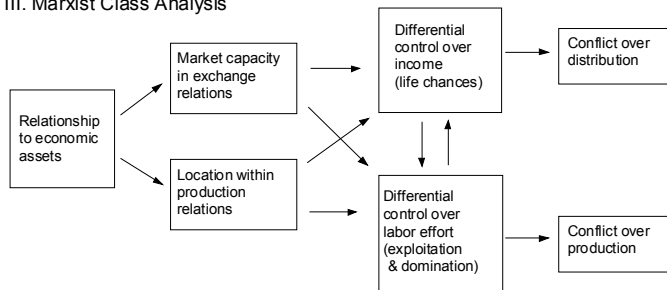 III. Marxist Class Analysis
Relationship
to economic
assets
Market capacity
in exchange
relations
Location within
production
relations
Differential
control over
income
(life chances)
Differential
control over
labor effort
(exploitation
& domination)
Conflict over
distribution
Conflict over
production